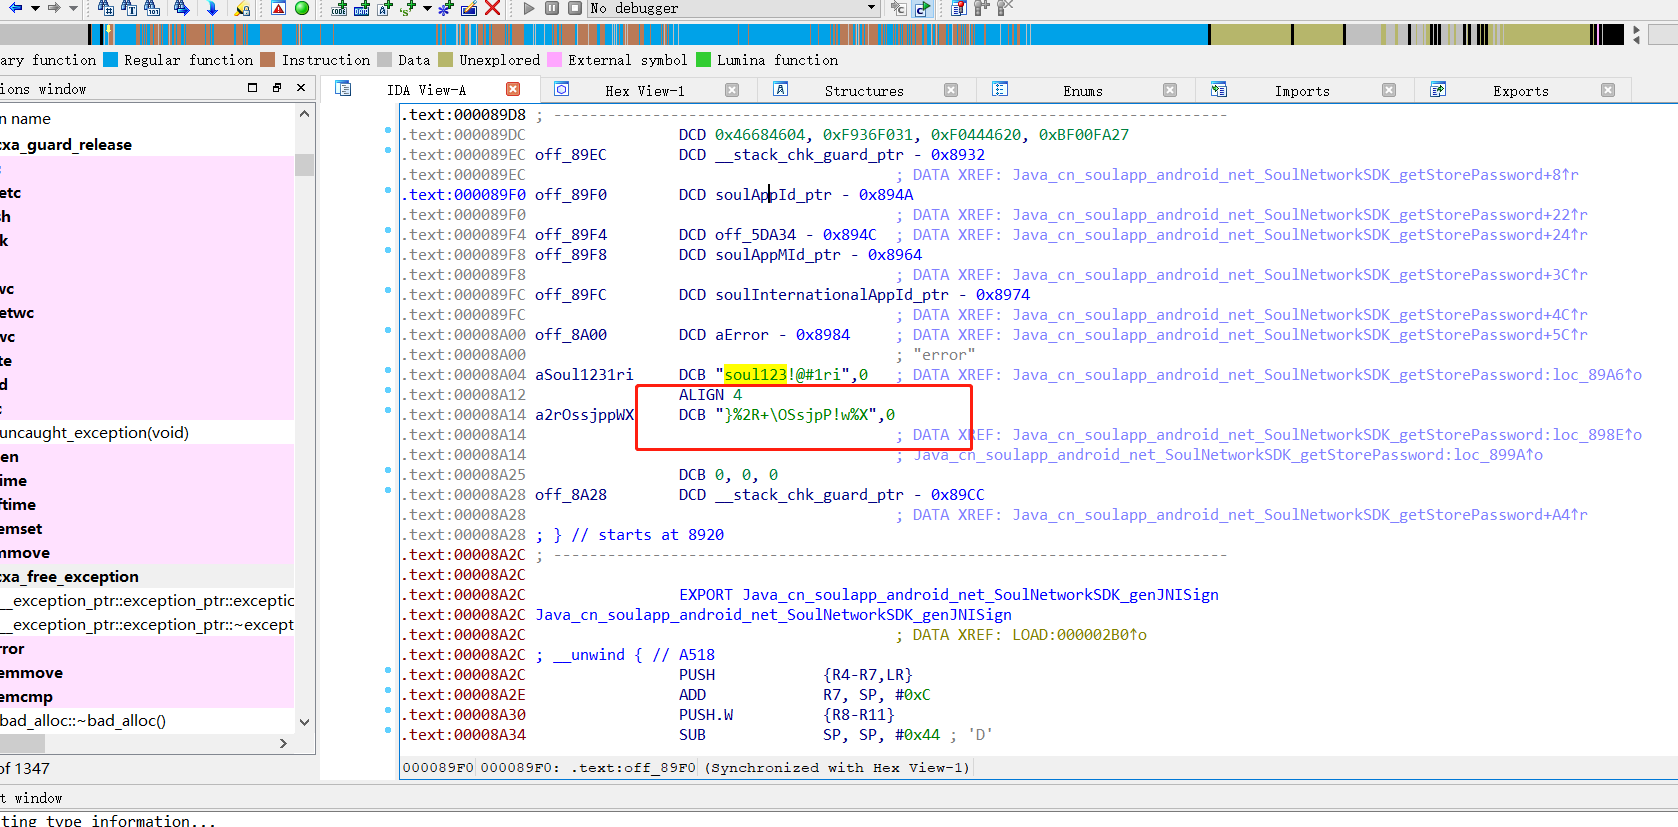 No debugger
ary function Regular function Instruction Data Unexplored External symbol Lumina function
ons window
IDA View-A Hex View-1 Structures Enums Imports Exports
n name
cxa_guard_release
etc
sh
k
wc
etwc
wc
te
d
uncaught_exception(void)
en
ime
ftime
emset
mmove
cxa_free_exception
__exception_ptr::exception_ptr::exceptic
__exception_ptr::exception_ptr::~except
rror
emmove
emcmp
bad_alloc::~bad_alloc()
of 1347
.text:000089D8 ; ---------------------------------------------------------------------------
.text:000089DC DCD 0x46684604, 0xF936F031, 0xF0444620, 0xBF00FA27
.text:000089EC off_89EC DCD __stack_chk_guard_ptr - 0x8932
.text:000089EC ; DATA XREF: Java_cn_soulapp_android_net_SoulNetworkSDK_getStorePassword+8↑r
.text:000089F0 off_89F0 DCD soulAppId_ptr - 0x894A
.text:000089F0 ; DATA XREF: Java_cn_soulapp_android_net_SoulNetworkSDK_getStorePassword+22↑r
.text:000089F4 off_89F4 DCD off_5DA34 - 0x894C ; DATA XREF: Java_cn_soulapp_android_net_SoulNetworkSDK_getStorePassword+24↑r
.text:000089F8 off_89F8 DCD soulAppMId_ptr - 0x8964
.text:000089F8 ; DATA XREF: Java_cn_soulapp_android_net_SoulNetworkSDK_getStorePassword+3C↑r
.text:000089FC off_89FC DCD soulInternationalAppId_ptr - 0x8974
.text:000089FC ; DATA XREF: Java_cn_soulapp_android_net_SoulNetworkSDK_getStorePassword+4C↑r
.text:00008A00 off_8A00 DCD aError - 0x8984 ; DATA XREF: Java_cn_soulapp_android_net_SoulNetworkSDK_getStorePassword+5C↑r
.text:00008A00 ; "error"
.text:00008A04 aSoul1231ri DCB "soul123!@#1ri",0 ; DATA XREF: Java_cn_soulapp_android_net_SoulNetworkSDK_getStorePassword:loc_89A6↑o
.text:00008A12 ALIGN 4
.text:00008A14 a2rOssjppWX DCB "}%2R+\OSsjpP!w%X",0
.text:00008A14 ; DATA XREF: Java_cn_soulapp_android_net_SoulNetworkSDK_getStorePassword:loc_898E↑o
.text:00008A14 ; Java_cn_soulapp_android_net_SoulNetworkSDK_getStorePassword:loc_899A↑o
.text:00008A25 DCB 0, 0, 0
.text:00008A28 off_8A28 DCD __stack_chk_guard_ptr - 0x89CC
.text:00008A28 ; DATA XREF: Java_cn_soulapp_android_net_SoulNetworkSDK_getStorePassword+A4↑r
.text:00008A28 ; } // starts at 8920
.text:00008A2C ; ---------------------------------------------------------------------------
.text:00008A2C
.text:00008A2C EXPORT Java_cn_soulapp_android_net_SoulNetworkSDK_genJNISign
.text:00008A2C Java_cn_soulapp_android_net_SoulNetworkSDK_genJNISign
.text:00008A2C ; DATA XREF: LOAD:000002B0↑o
.text:00008A2C ; __unwind { // A518
.text:00008A2C PUSH {R4-R7,LR}
.text:00008A2E ADD R7, SP, #0xC
.text:00008A30 PUSH.W {R8-R11}
.text:00008A34 SUB SP, SP, #0x44 ; 'D'
000089F0 000089F0: .text:off_89F0 (Synchronized with Hex View-1)
t window
ting type information...